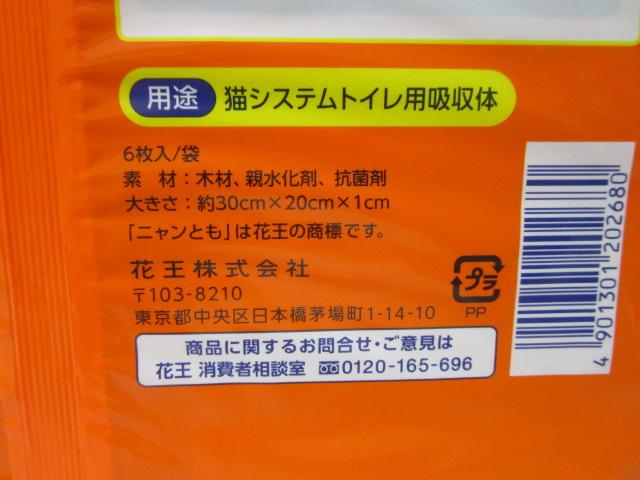 用途 猫システムトイレ用吸収体
6枚入/袋
素 材：木材、親水化剤、抗菌剤
大きさ：約30cm×20cm×1cm
「ニャンとも」は花王の商標です。
花王株式会社
〒103-8210
東京都中央区日本橋茅場町1-14-10
プラ
PP
商品に関するお問合せ・ご意見は
花王 消費者相談室 0120-165-696
4 901301 202680